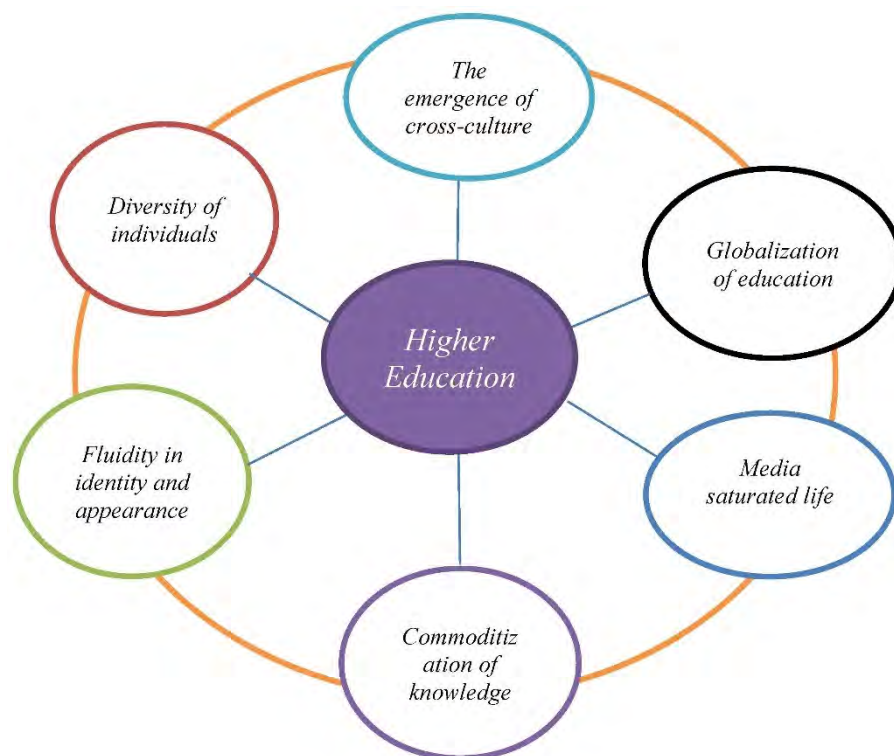 The
emergence of
cross-culture
Diversity of
individuals
Globalization
of education
Higher
Education
Fluidity in
identity and
appearance
Media
saturated life
Commoditiz
ation of
knowledge